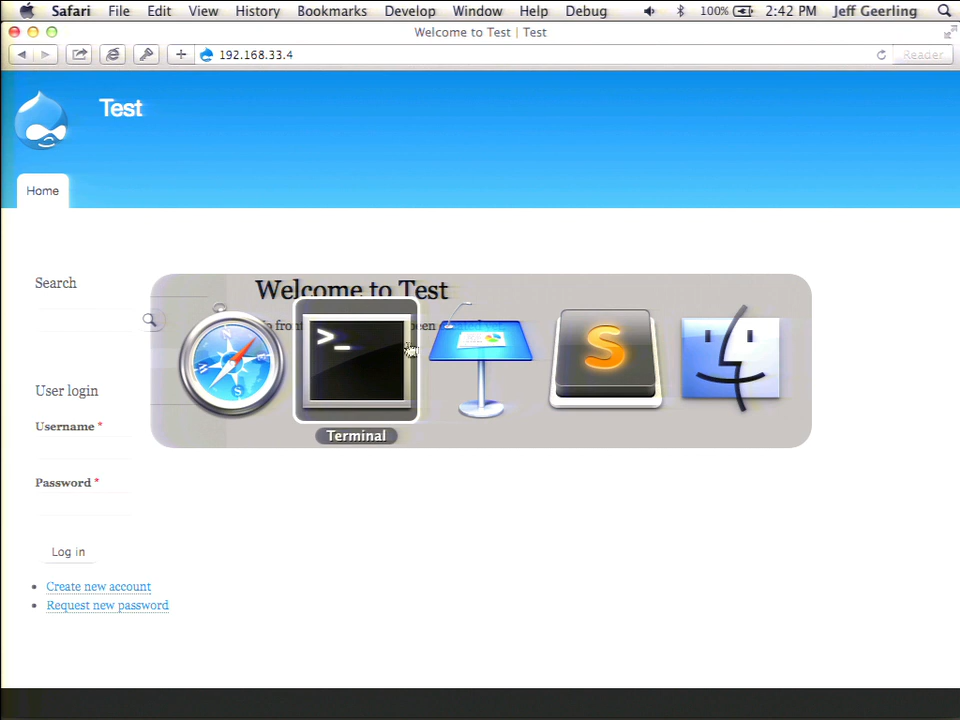 Safari File Edit View History Bookmarks Develop Window Help Debug 100% 2:42 PM Jeff Geerling
Welcome to Test | Test
192.168.33.4 Reader
Test
Home
Search
Welcome to Test
User login
Username *
Password *
Log in
Create new account
Request new password
>_
S
Terminal